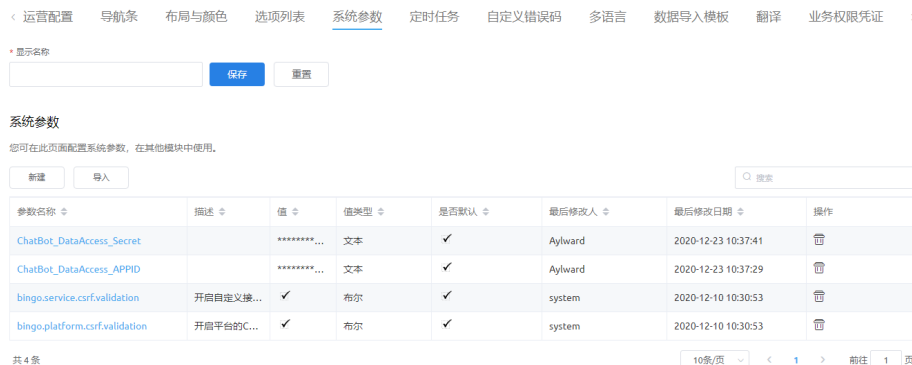 运营配置 导航条 布局与颜色 选项列表 系统参数 定时任务 自定义错误码 多语言 数据导入模板 翻译 业务权限凭证
* 显示名称
保存 重置
系统参数
您可在此页面配置系统参数，在其他模块中使用。
新建 导入 搜索
参数名称 描述 值 值类型 是否默认 最后修改人 最后修改日期 操作
ChatBot_DataAccess_Secret ********... 文本 Aylward 2020-12-23 10:37:41
ChatBot_DataAccess_APPID ********... 文本 Aylward 2020-12-23 10:37:29
bingo.service.csrf.validation 开启自定义接... 布尔 system 2020-12-10 10:30:53
bingo.platform.csrf.validation 开启平台的C... 布尔 system 2020-12-10 10:30:53
共 4 条 10条/页 1 前往 1 页